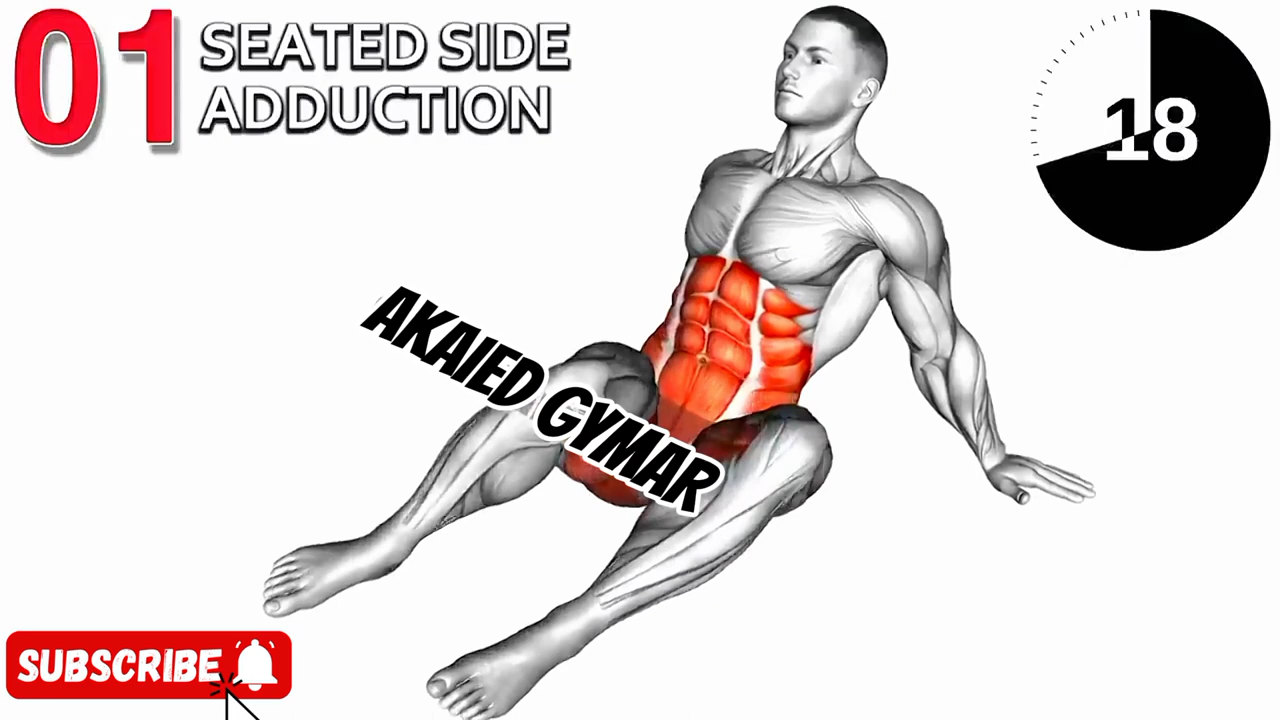 01
SEATED SIDE
ADDUCTION
18
AKAIED GYMAR
SUBSCRIBE